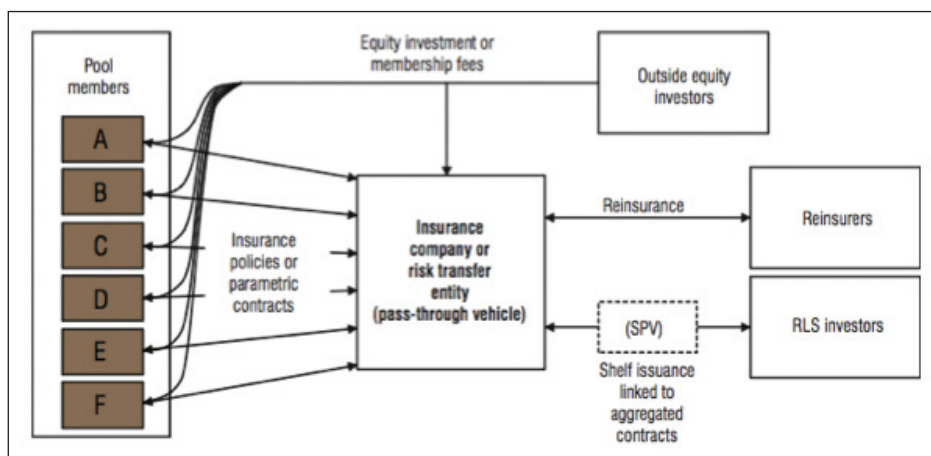 Pool
members
A
B
C
D
E
F
Equity investment or
membership fees
Outside equity
investors
Insurance
policies or
parametric
contracts
Insurance
company or
risk transfer
entity
(pass-through vehicle)
Reinsurance
Reinsurers
(SPV)
RLS investors
Shelf issuance
linked to
aggregated
contracts